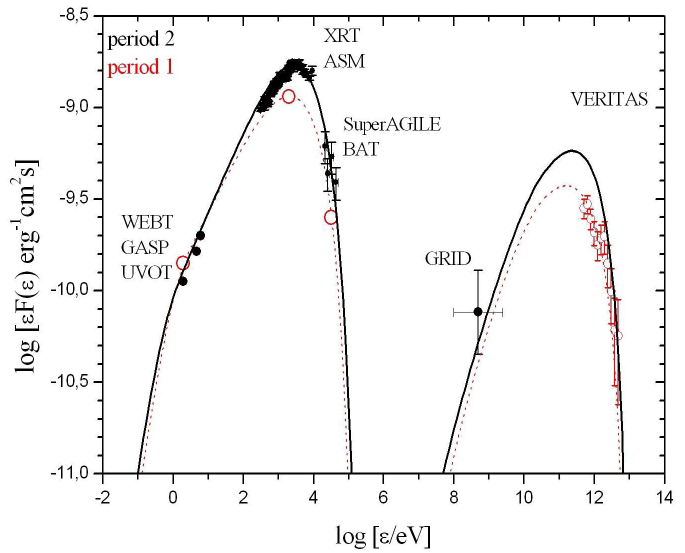 period 2
period 1
XRT
ASM
SuperAGILE
BAT
VERITAS
WEBT
GASP
UVOT
GRID
-8,5
-9,0
-9,5
-10,0
-10,5
-11,0
log [εF(ε)] erg⁻¹cm²s]
-2 0 2 4 6 8 10 12 14
log [ε/eV]